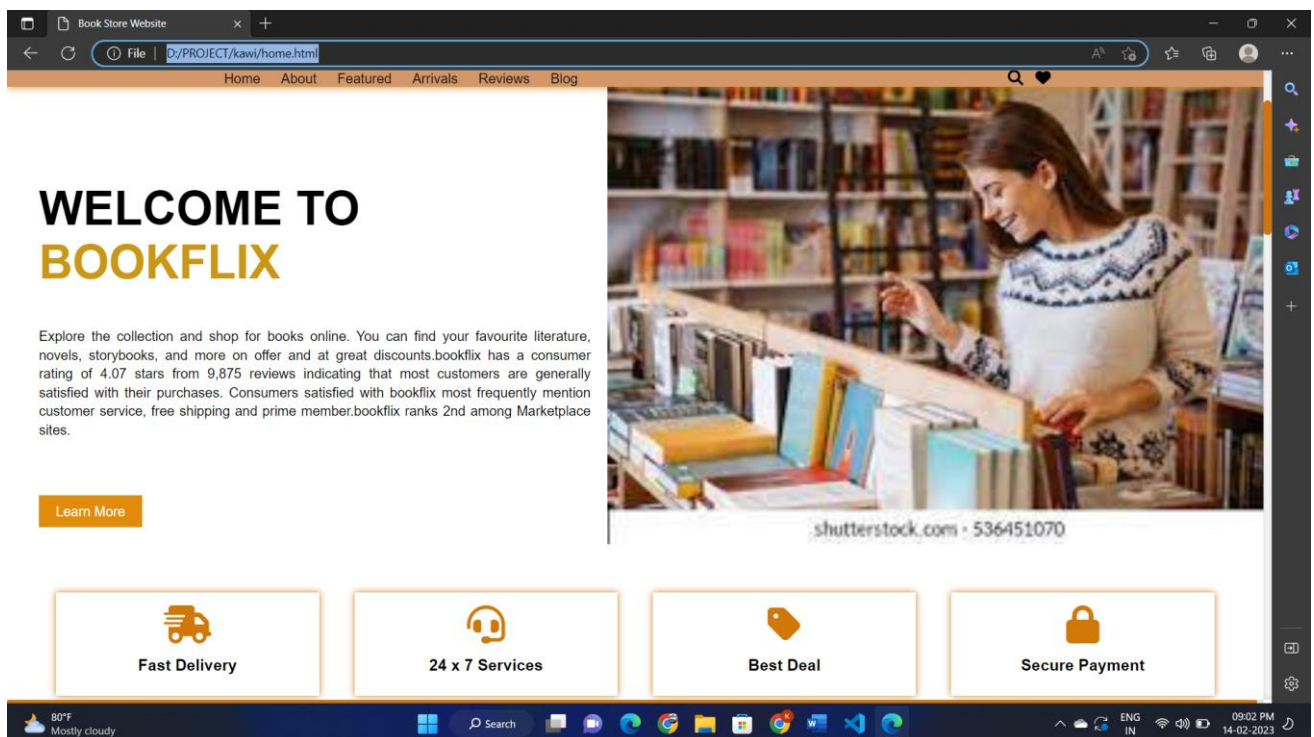 Book Store Website
File
D:/PROJECT/kawi/home.html
Home About Featured Arrivals Reviews Blog
WELCOME TO
BOOKFLIX
Explore the collection and shop for books online. You can find your favourite literature,
novels, storybooks, and more on offer and at great discounts.bookflix has a consumer
rating of 4.07 stars from 9,875 reviews indicating that most customers are generally
satisfied with their purchases. Consumers satisfied with bookflix most frequently mention
customer service, free shipping and prime member.bookflix ranks 2nd among Marketplace
sites.
Learn More
shutterstock.com • 536451070
Fast Delivery
24 x 7 Services
Best Deal
Secure Payment
80°F
Mostly cloudy
Search
ENG
IN
09:02 PM
14-02-2023